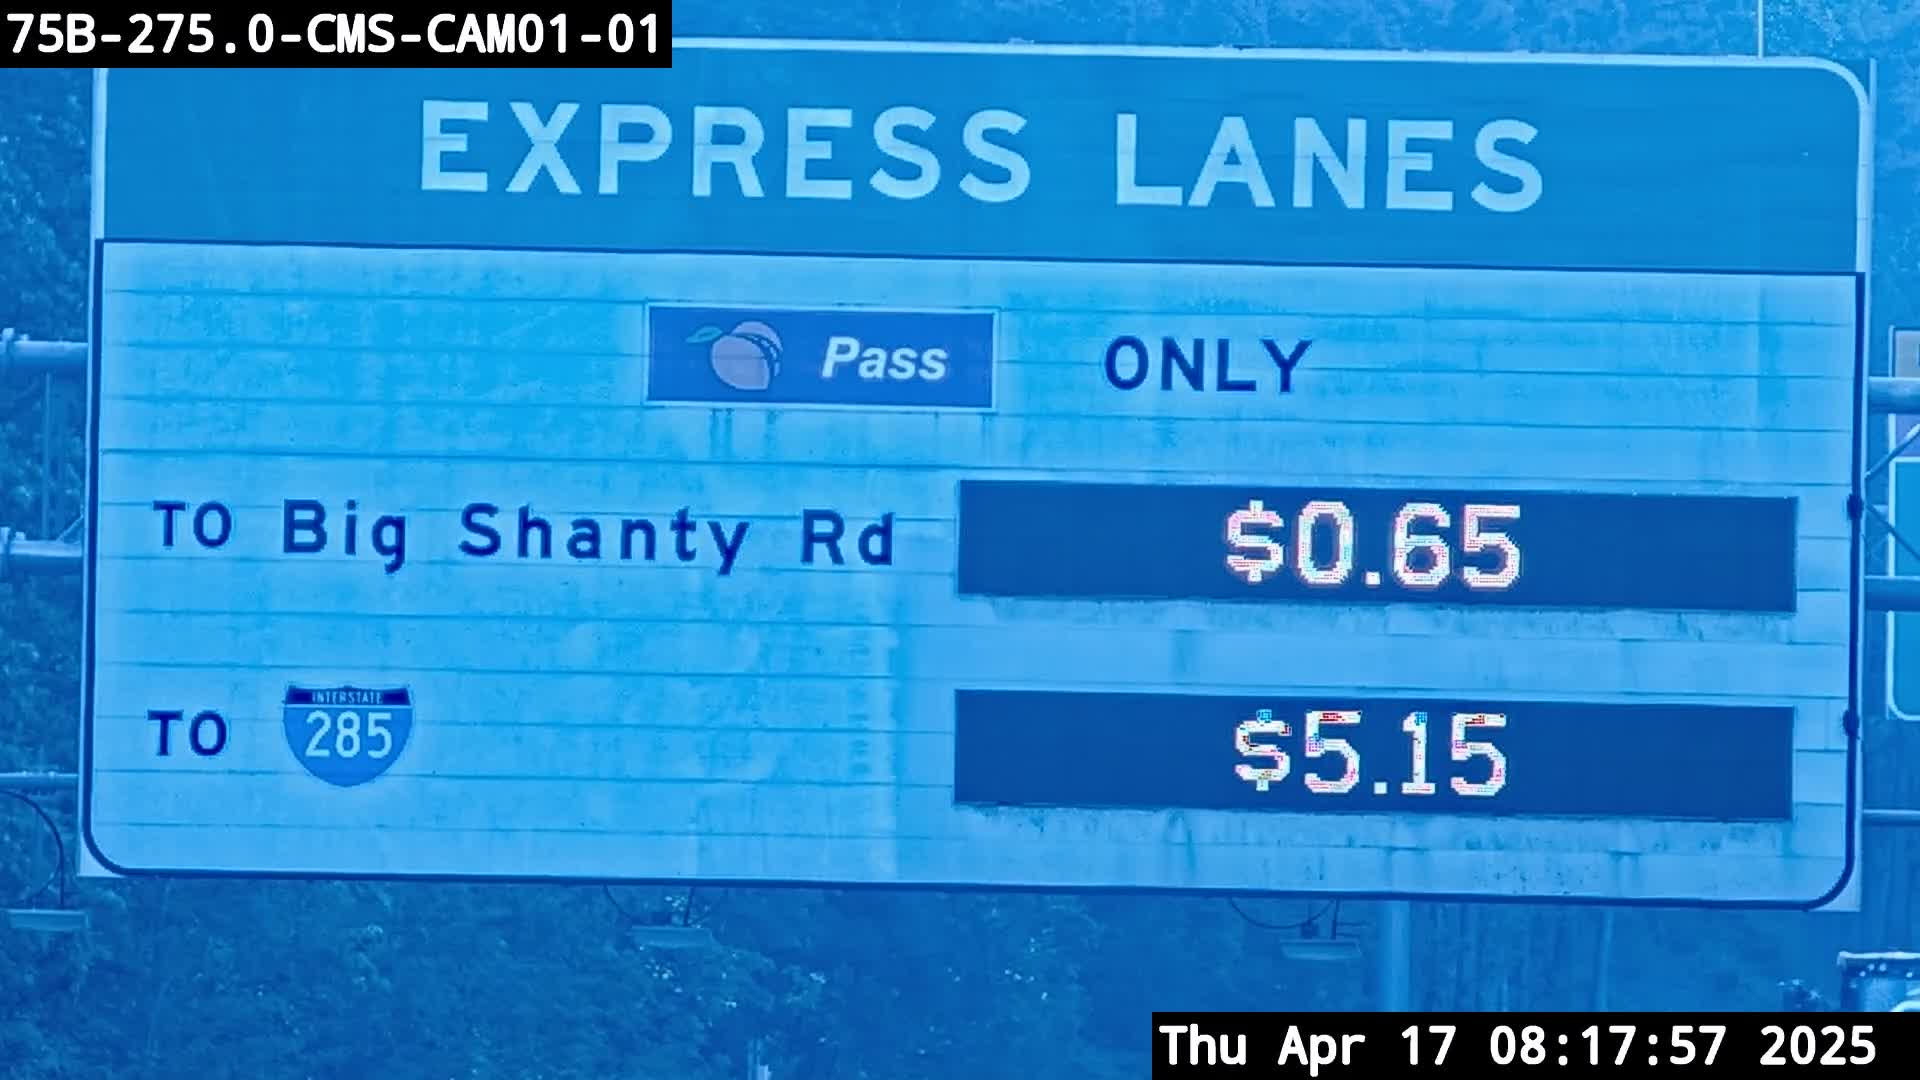 75B-275.0-CMS-CAM01-01
EXPRESS LANES
Pass ONLY
TO Big Shanty Rd $0.65
INTERSTATE
TO 285 $5.15
Thu Apr 17 08:17:57 2025